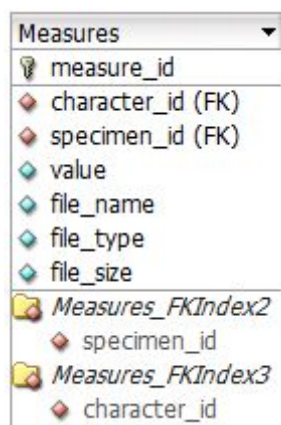 Measures
measure_id
character_id (FK)
specimen_id (FK)
value
file_name
file_type
file_size
Measures_FKIndex2
specimen_id
Measures_FKIndex3
character_id